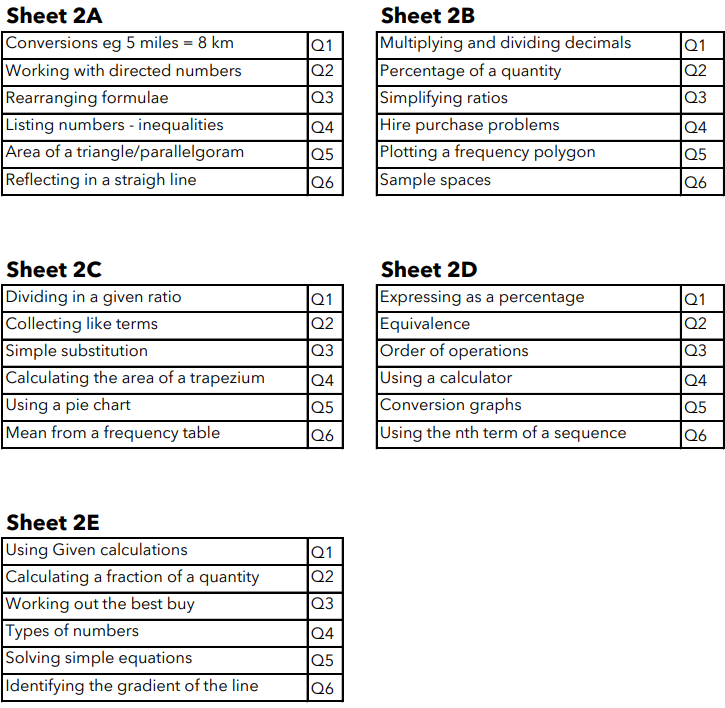 Sheet 2A
Conversions eg 5 miles = 8 km Q1
Working with directed numbers Q2
Rearranging formulae Q3
Listing numbers - inequalities Q4
Area of a triangle/parallelgoram Q5
Reflecting in a straigh line Q6
Sheet 2B
Multiplying and dividing decimals Q1
Percentage of a quantity Q2
Simplifying ratios Q3
Hire purchase problems Q4
Plotting a frequency polygon Q5
Sample spaces Q6
Sheet 2C
Dividing in a given ratio Q1
Collecting like terms Q2
Simple substitution Q3
Calculating the area of a trapezium Q4
Using a pie chart Q5
Mean from a frequency table Q6
Sheet 2D
Expressing as a percentage Q1
Equivalence Q2
Order of operations Q3
Using a calculator Q4
Conversion graphs Q5
Using the nth term of a sequence Q6
Sheet 2E
Using Given calculations Q1
Calculating a fraction of a quantity Q2
Working out the best buy Q3
Types of numbers Q4
Solving simple equations Q5
Identifying the gradient of the line Q6